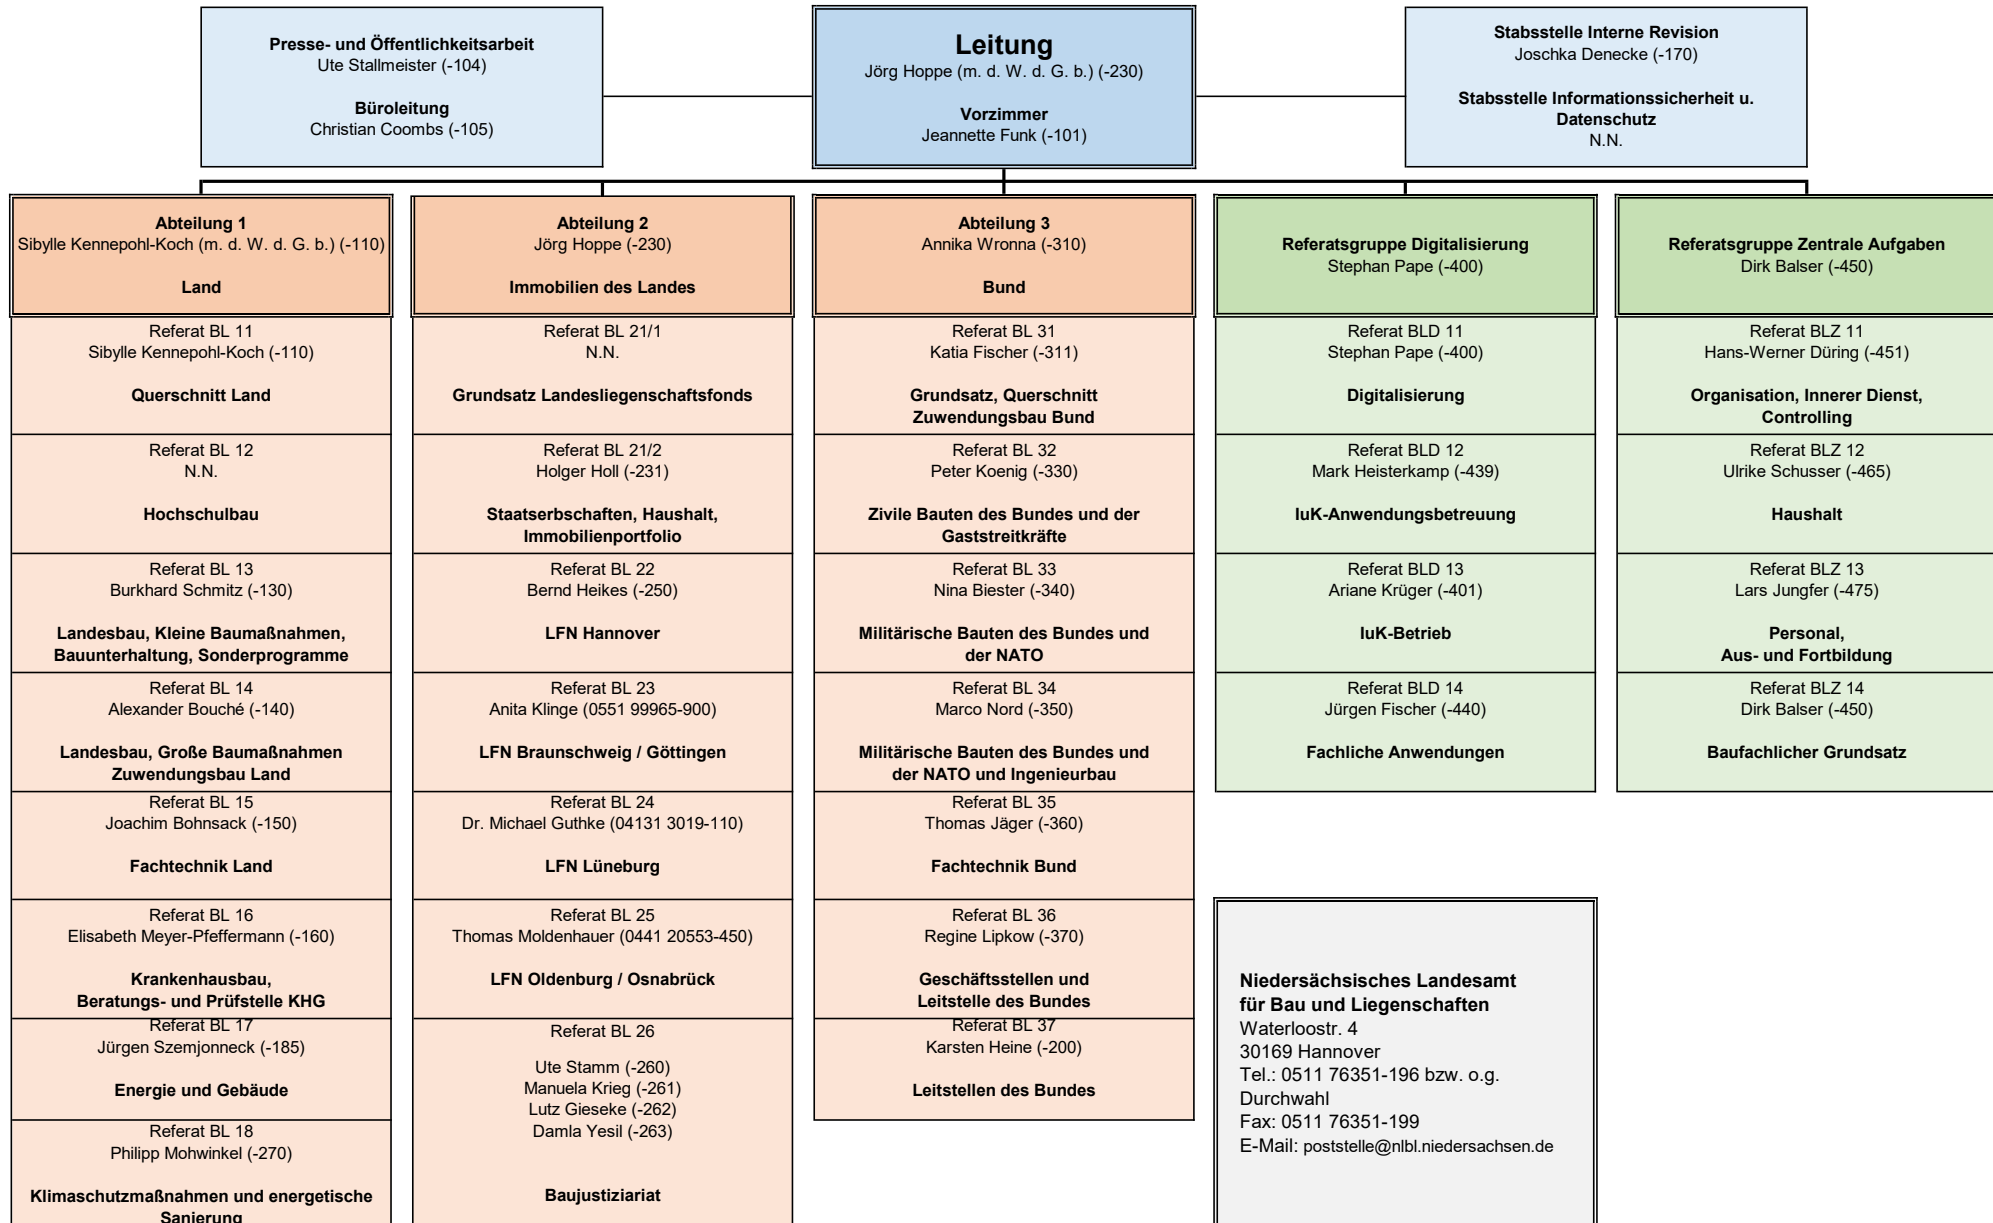 Presse- und Öffentlichkeitsarbeit
Ute Stallmeister (-104)
Büroleitung
Christian Coombs (-105)
Leitung
Jörg Hoppe (m. d. W. d. G. b.) (-230)
Vorzimmer
Jeannette Funk (-101)
Stabsstelle Interne Revision
Joschka Denecke (-170)
Stabsstelle Informationssicherheit u.
Datenschutz
N.N.
Abteilung 1
Sibylle Kennepohl-Koch (m. d. W. d. G. b.) (-110)
Land
Referat BL 11
Sibylle Kennepohl-Koch (-110)
Querschnitt Land
Referat BL 12
N.N.
Hochschulbau
Referat BL 13
Burkhard Schmitz (-130)
Landesbau, Kleine Baumaßnahmen,
Bauunterhaltung, Sonderprogramme
Referat BL 14
Alexander Bouché (-140)
Landesbau, Große Baumaßnahmen
Zuwendungsbau Land
Referat BL 15
Joachim Bohnsack (-150)
Fachtechnik Land
Referat BL 16
Elisabeth Meyer-Pfeffermann (-160)
Krankenhausbau,
Beratungs- und Prüfstelle KHG
Referat BL 17
Jürgen Szemjonneck (-185)
Energie und Gebäude
Referat BL 18
Philipp Mohwinkel (-270)
Klimaschutzmaßnahmen und energetische
Sanierung
Abteilung 2
Jörg Hoppe (-230)
Immobilien des Landes
Referat BL 21/1
N.N.
Grundsatz Landesliegenschaftsfonds
Referat BL 21/2
Holger Holl (-231)
Staatserbschaften, Haushalt,
Immobilienportfolio
Referat BL 22
Bernd Heikes (-250)
LFN Hannover
Referat BL 23
Anita Klinge (0551 99965-900)
LFN Braunschweig / Göttingen
Referat BL 24
Dr. Michael Guthke (04131 3019-110)
LFN Lüneburg
Referat BL 25
Thomas Moldenhauer (0441 20553-450)
LFN Oldenburg / Osnabrück
Referat BL 26
Ute Stamm (-260)
Manuela Krieg (-261)
Lutz Gieseke (-262)
Damla Yesil (-263)
Baujustiziariat
Abteilung 3
Annika Wronna (-310)
Bund
Referat BL 31
Katia Fischer (-311)
Grundsatz, Querschnitt
Zuwendungsbau Bund
Referat BL 32
Peter Koenig (-330)
Zivile Bauten des Bundes und der
Gaststreitkräfte
Referat BL 33
Nina Biester (-340)
Militärische Bauten des Bundes und
der NATO
Referat BL 34
Marco Nord (-350)
Militärische Bauten des Bundes und
der NATO und Ingenieurbau
Referat BL 35
Thomas Jäger (-360)
Fachtechnik Bund
Referat BL 36
Regine Lipkow (-370)
Geschäftsstellen und
Leitstelle des Bundes
Referat BL 37
Karsten Heine (-200)
Leitstellen des Bundes
Referatsgruppe Digitalisierung
Stephan Pape (-400)
Referat BLD 11
Stephan Pape (-400)
Digitalisierung
Referat BLD 12
Mark Heisterkamp (-439)
IuK-Anwendungsbetreuung
Referat BLD 13
Ariane Krüger (-401)
IuK-Betrieb
Referat BLD 14
Jürgen Fischer (-440)
Fachliche Anwendungen
Referatsgruppe Zentrale Aufgaben
Dirk Balser (-450)
Referat BLZ 11
Hans-Werner Düring (-451)
Organisation, Innerer Dienst,
Controlling
Referat BLZ 12
Ulrike Schusser (-465)
Haushalt
Referat BLZ 13
Lars Jungfer (-475)
Personal,
Aus- und Fortbildung
Referat BLZ 14
Dirk Balser (-450)
Baufachlicher Grundsatz
Niedersächsisches Landesamt
für Bau und Liegenschaften
Waterloostr. 4
30169 Hannover
Tel.: 0511 76351-196 bzw. o.g.
Durchwahl
Fax: 0511 76351-199
E-Mail: poststelle@nlbl.niedersachsen.de